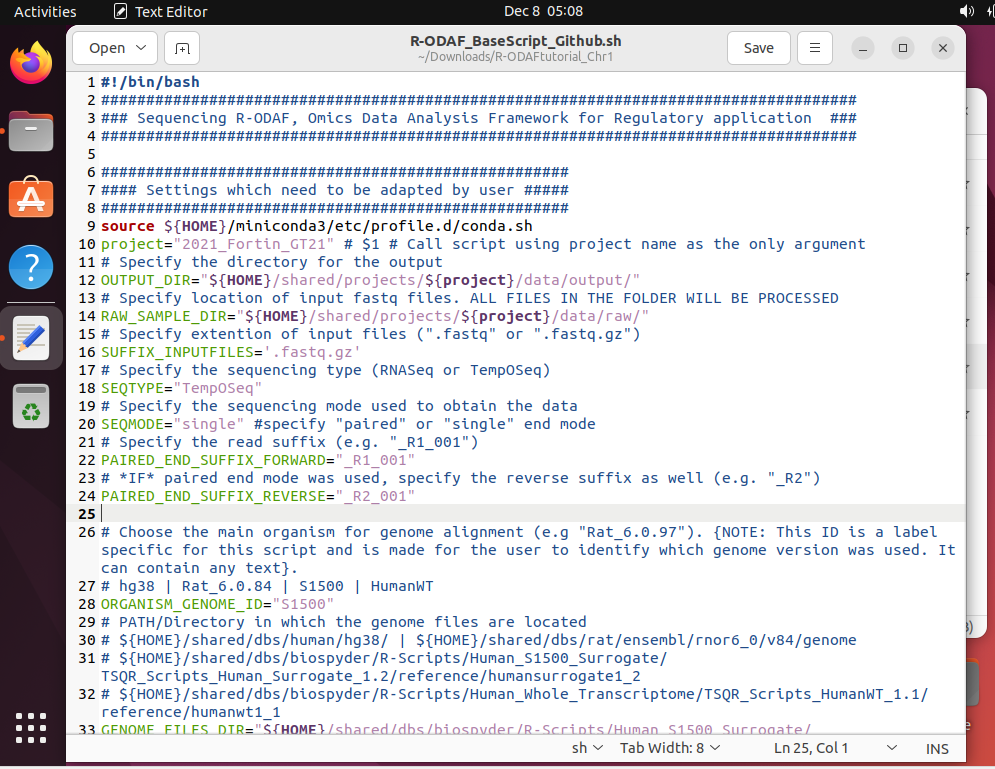 Activities Text Editor Dec 8 05:08
Open R-ODAF_BaseScript_Github.sh Save
~/Downloads/R-ODAFtutorial_Chr1
1 #!/bin/bash
2 ####################################################################################
3 ### Sequencing R-ODAF, Omics Data Analysis Framework for Regulatory application  ###
4 ####################################################################################
5
6 ####################################################
7 #### Settings which need to be adapted by user #####
8 ####################################################
9 source ${HOME}/miniconda3/etc/profile.d/conda.sh
10 project="2021_Fortin_GT21" # $1 # Call script using project name as the only argument
11 # Specify the directory for the output
12 OUTPUT_DIR="${HOME}/shared/projects/${project}/data/output/"
13 # Specify location of input fastq files. ALL FILES IN THE FOLDER WILL BE PROCESSED
14 RAW_SAMPLE_DIR="${HOME}/shared/projects/${project}/data/raw/"
15 # Specify extention of input files (".fastq" or ".fastq.gz")
16 SUFFIX_INPUTFILES='.fastq.gz'
17 # Specify the sequencing type (RNASeq or TempOSeq)
18 SEQTYPE="TempOSeq"
19 # Specify the sequencing mode used to obtain the data
20 SEQMODE="single" #specify "paired" or "single" end mode
21 # Specify the read suffix (e.g. "_R1_001")
22 PAIRED_END_SUFFIX_FORWARD="_R1_001"
23 # *IF* paired end mode was used, specify the reverse suffix as well (e.g. "_R2")
24 PAIRED_END_SUFFIX_REVERSE="_R2_001"
25
26 # Choose the main organism for genome alignment (e.g "Rat_6.0.97"). {NOTE: This ID is a label
specific for this script and is made for the user to identify which genome version was used. It
can contain any text}.
27 # hg38 | Rat_6.0.84 | S1500 | HumanWT
28 ORGANISM_GENOME_ID="S1500"
29 # PATH/Directory in which the genome files are located
30 # ${HOME}/shared/dbs/human/hg38/ | ${HOME}/shared/dbs/rat/ensembl/rnor6_0/v84/genome
31 # ${HOME}/shared/dbs/biospyder/R-Scripts/Human_S1500_Surrogate/
TSQR_Scripts_Human_Surrogate_1.2/reference/humansurrogate1_2
32 # ${HOME}/shared/dbs/biospyder/R-Scripts/Human_Whole_Transcriptome/TSQR_Scripts_HumanWT_1.1/
reference/humanwt1_1
33 GENOME_FILES_DIR="${HOME}/shared/dbs/biospyder/R-Scripts/Human_S1500_Surrogate/
sh Tab Width: 8 Ln 25, Col 1 INS